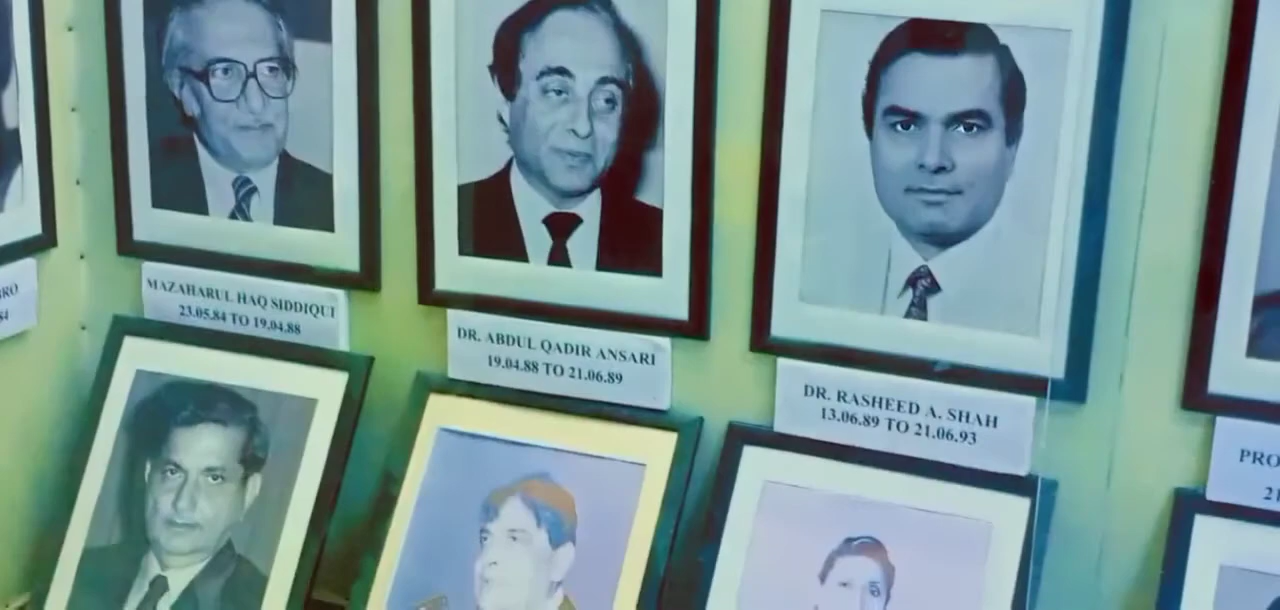 MAZAHARUL HAQ SIDDIQUI
23.05.84 TO 19.04.88
DR. ABDUL QADIR ANSARI
19.04.88 TO 21.06.89
DR. RASHEED A. SHAH
13.06.89 TO 21.06.93
PRO